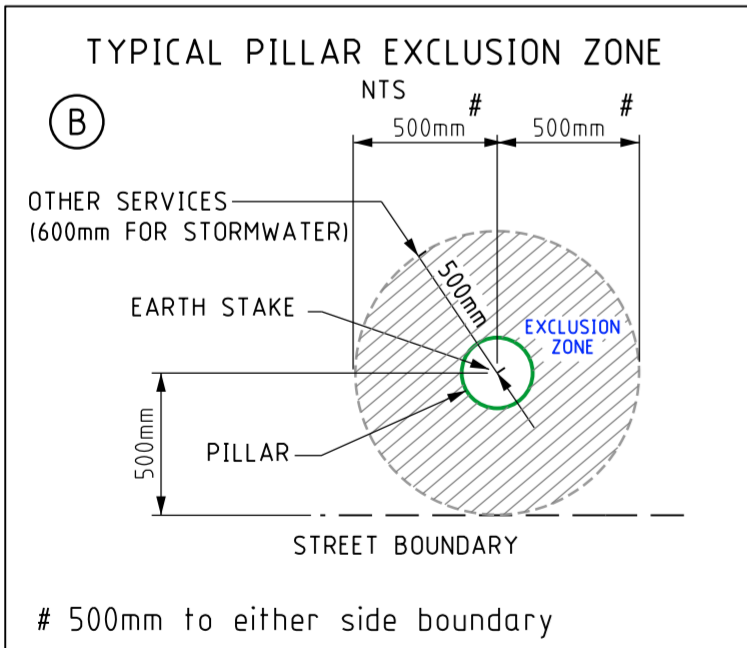 TYPICAL PILLAR EXCLUSION ZONE
NTS
B
# #
500mm 500mm
OTHER SERVICES
(600mm FOR STORMWATER)
500mm
EARTH STAKE
EXCLUSION
ZONE
500mm
PILLAR
STREET BOUNDARY
# 500mm to either side boundary